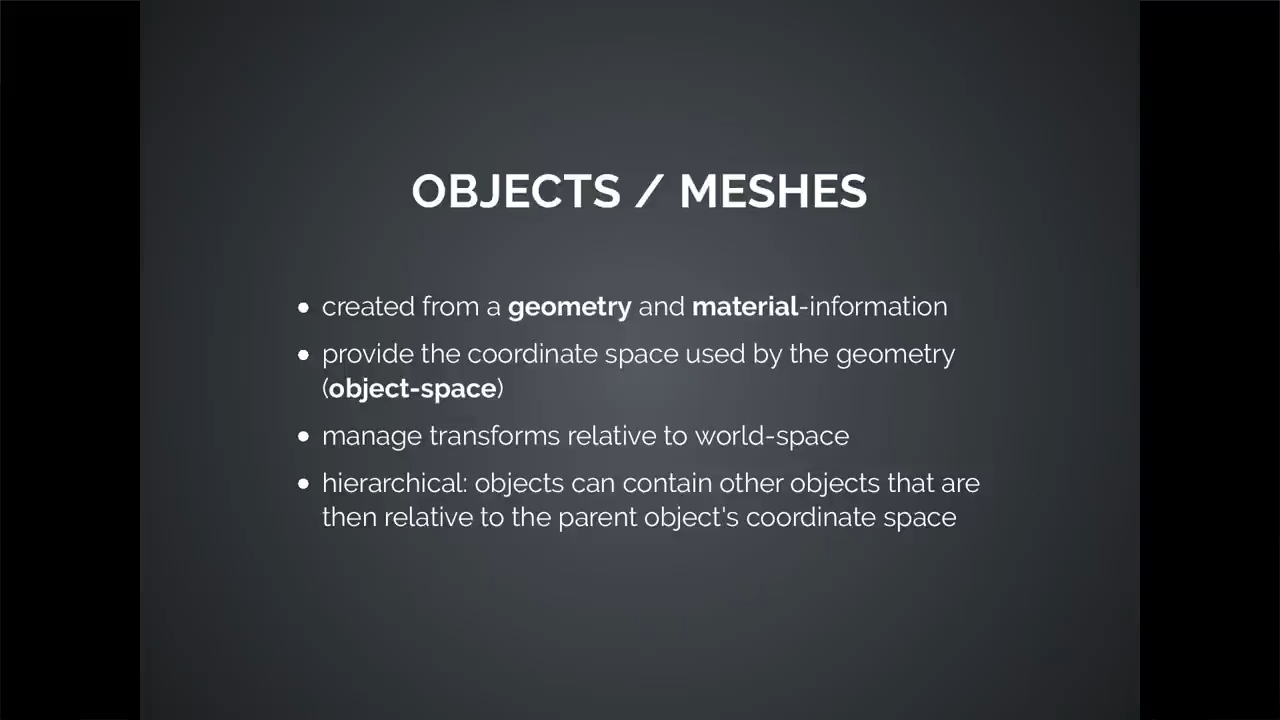 OBJECTS / MESHES
• created from a geometry and material-information
• provide the coordinate space used by the geometry
(object-space)
• manage transforms relative to world-space
• hierarchical: objects can contain other objects that are
then relative to the parent object's coordinate space